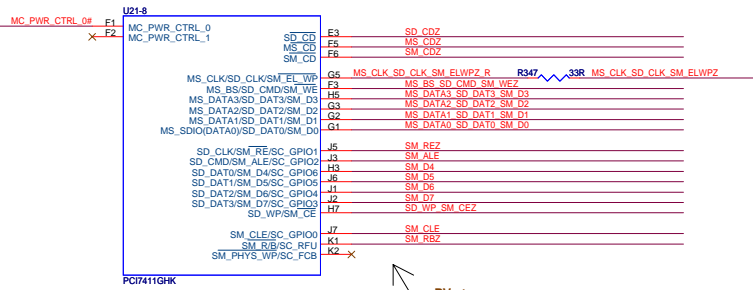 U21-8
MC_PWR_CTRL_0# F1 MC_PWR_CTRL_0
F2 MC_PWR_CTRL_1
SD_CD E3 SD_CDZ
MS_CD F5 MS_CDZ
SM_CD F6 SM_CDZ
MS_CLK/SD_CLK/SM_EL_WP G5 MS_CLK_SD_CLK_SM_ELWPZ_R R347 33R MS_CLK_SD_CLK_SM_ELWPZ
MS_BS/SD_CMD/SM_WE F3 MS_BS_SD_CMD_SM_WEZ
MS_DATA3/SD_DAT3/SM_D3 H5 MS_DATA3_SD_DAT3_SM_D3
MS_DATA2/SD_DAT2/SM_D2 G3 MS_DATA2_SD_DAT2_SM_D2
MS_DATA1/SD_DAT1/SM_D1 G2 MS_DATA1_SD_DAT1_SM_D1
MS_SDIO(DATA0)/SD_DAT0/SM_D0 G1 MS_DATA0_SD_DAT0_SM_D0
SD_CLK/SM_RE/SC_GPIO1 J5 SM_REZ
SD_CMD/SM_ALE/SC_GPIO2 J3 SM_ALE
SD_DAT0/SM_D4/SC_GPIO6 H3 SM_D4
SD_DAT1/SM_D5/SC_GPIO5 J6 SM_D5
SD_DAT2/SM_D6/SC_GPIO4 J1 SM_D6
SD_DAT3/SM_D7/SC_GPIO3 J2 SM_D7
SD_WP/SM_CE H7 SD_WP_SM_CEZ
SM_CLE/SC_GPIO0 J7 SM_CLE
SM_R/B/SC_RFU K1 SM_RBZ
SM_PHYS_WP/SC_FCB K2
PCI7411GHK